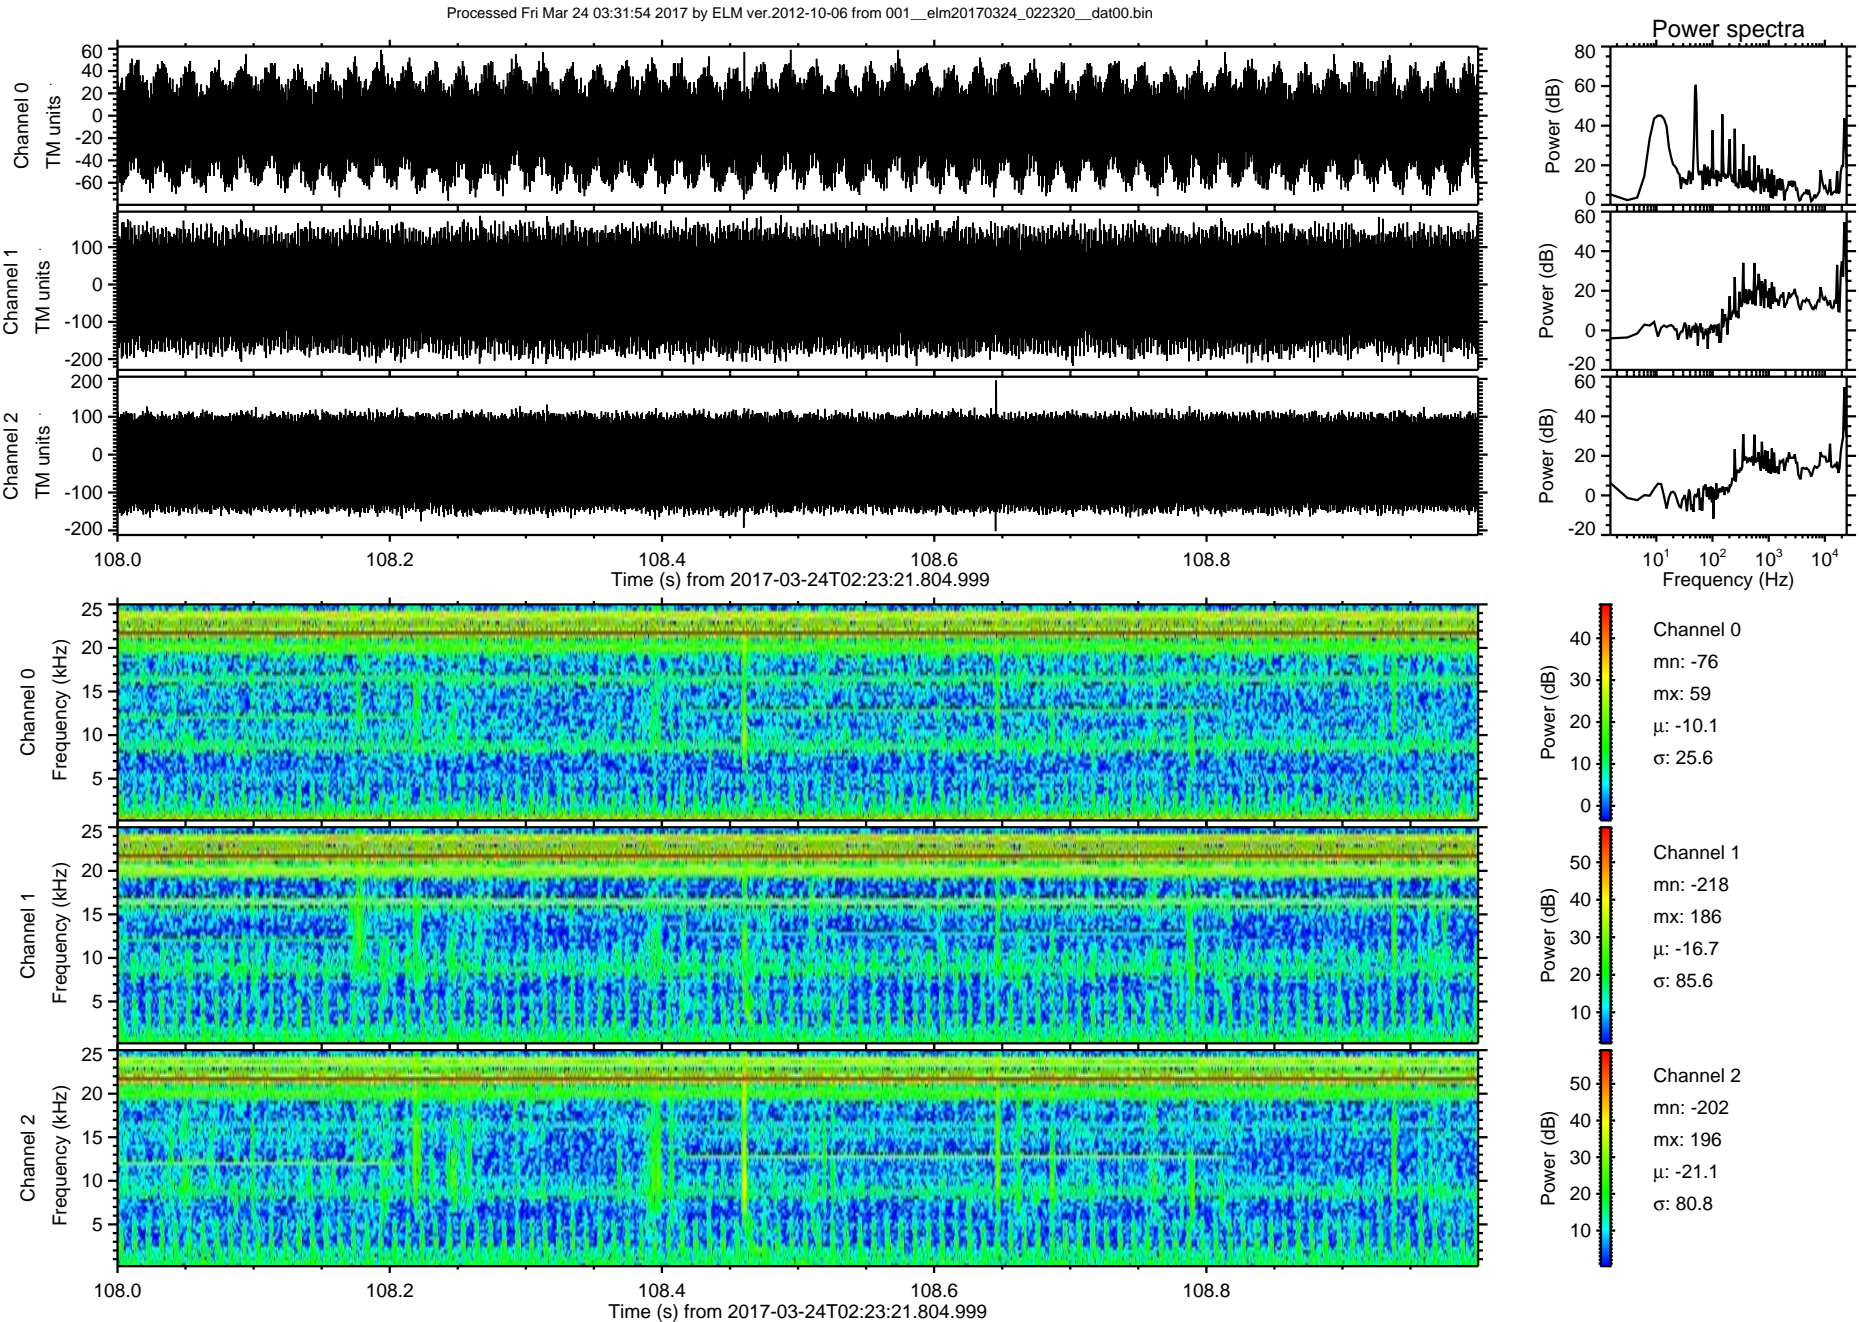 Processed Fri Mar 24 03:31:54 2017 by ELM ver.2012-10-06 from 001__elm20170324_022320__dat00.bin
Power spectra
Channel 0
TM units
60
40
20
0
-20
-40
-60
Power (dB)
80
60
40
20
0
Channel 1
TM units
100
0
-100
-200
Power (dB)
60
40
20
0
-20
Channel 2
TM units
200
100
0
-100
-200
Power (dB)
60
40
20
0
-20
108.0 108.2 108.4 108.6 108.8
Time (s) from 2017-03-24T02:23:21.804.999
10^1 10^2 10^3 10^4
Frequency (Hz)
Channel 0
Frequency (kHz)
25
20
15
10
5
Power (dB)
40
30
20
10
0
Channel 0
mn: -76
mx: 59
μ: -10.1
σ: 25.6
Channel 1
Frequency (kHz)
25
20
15
10
5
Power (dB)
50
40
30
20
10
Channel 1
mn: -218
mx: 186
μ: -16.7
σ: 85.6
Channel 2
Frequency (kHz)
25
20
15
10
5
Power (dB)
50
40
30
20
10
Channel 2
mn: -202
mx: 196
μ: -21.1
σ: 80.8
108.0 108.2 108.4 108.6 108.8
Time (s) from 2017-03-24T02:23:21.804.999